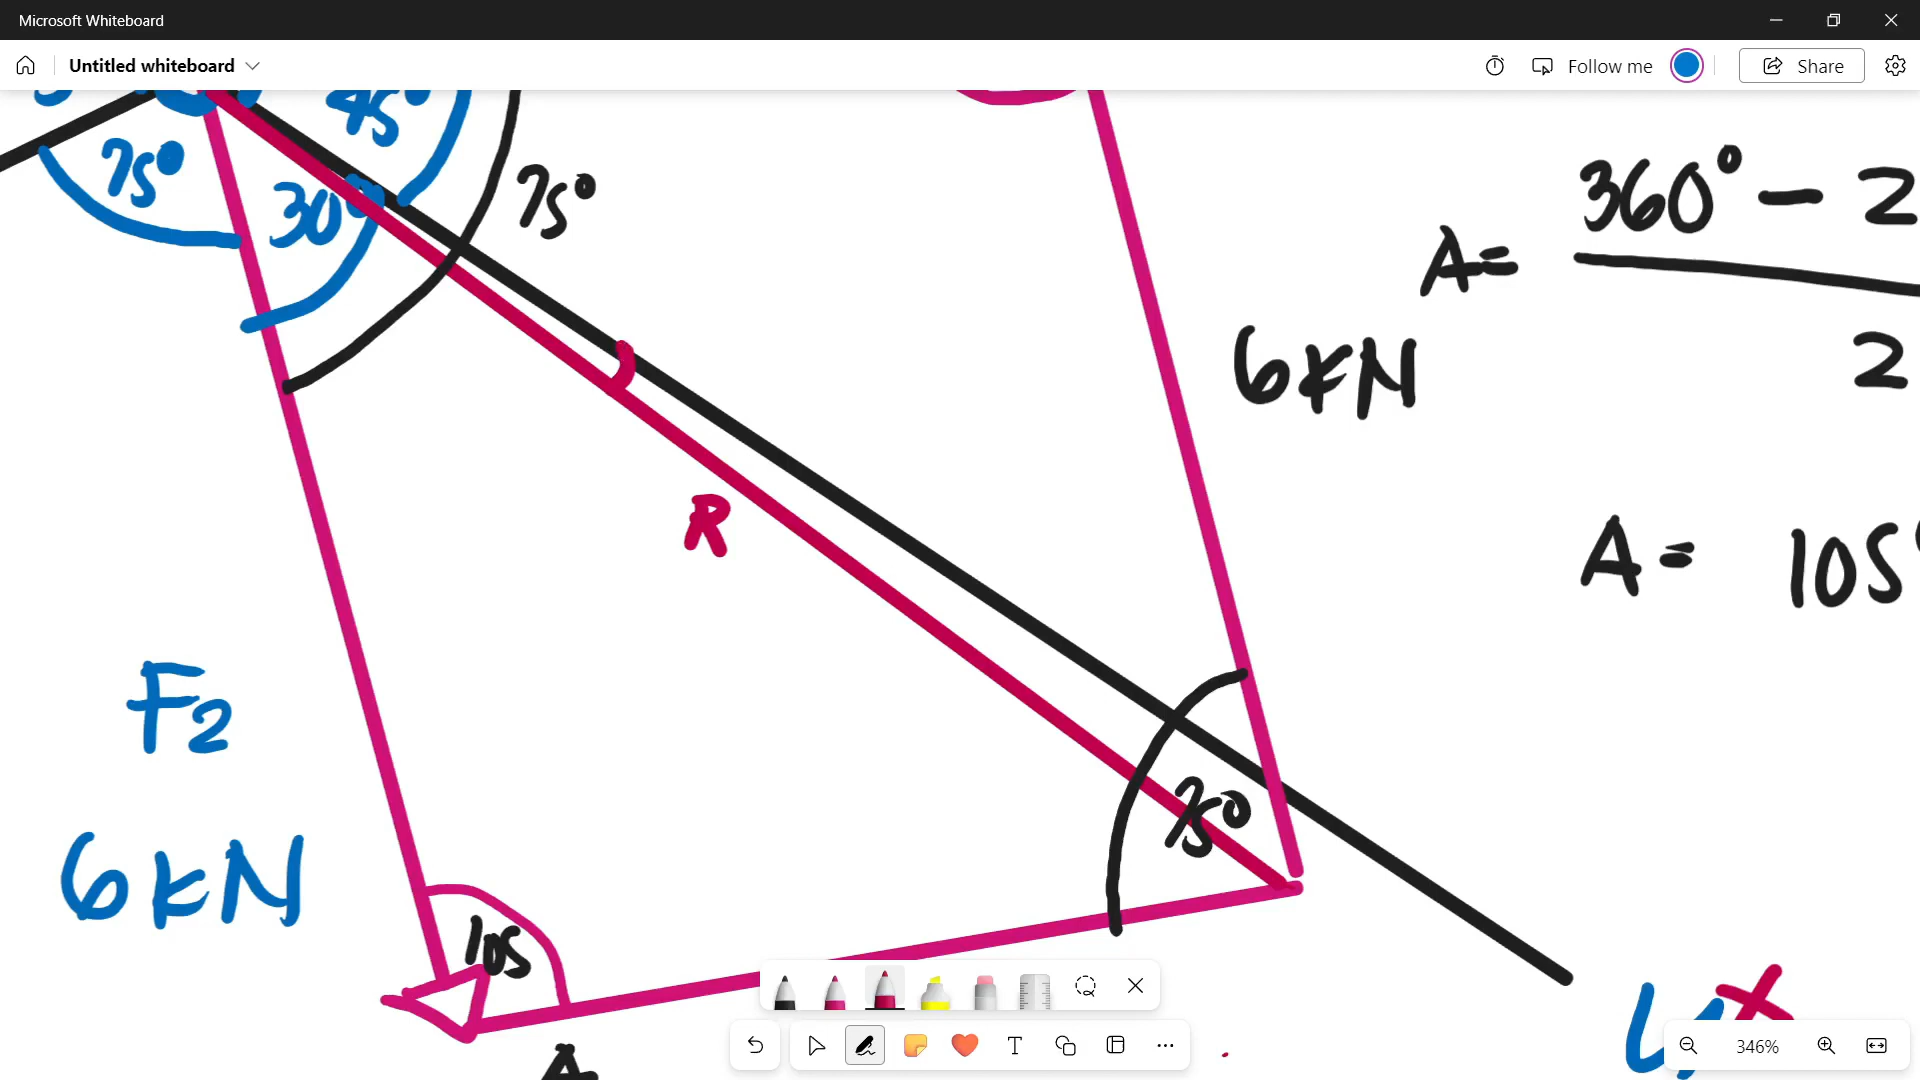 Microsoft Whiteboard
Untitled whiteboard
Follow me
Share
45°
75°
30°
75°
360° - 2
A=
2
6kN
R
A = 105°
F2
6kN
75°
105
A
346%